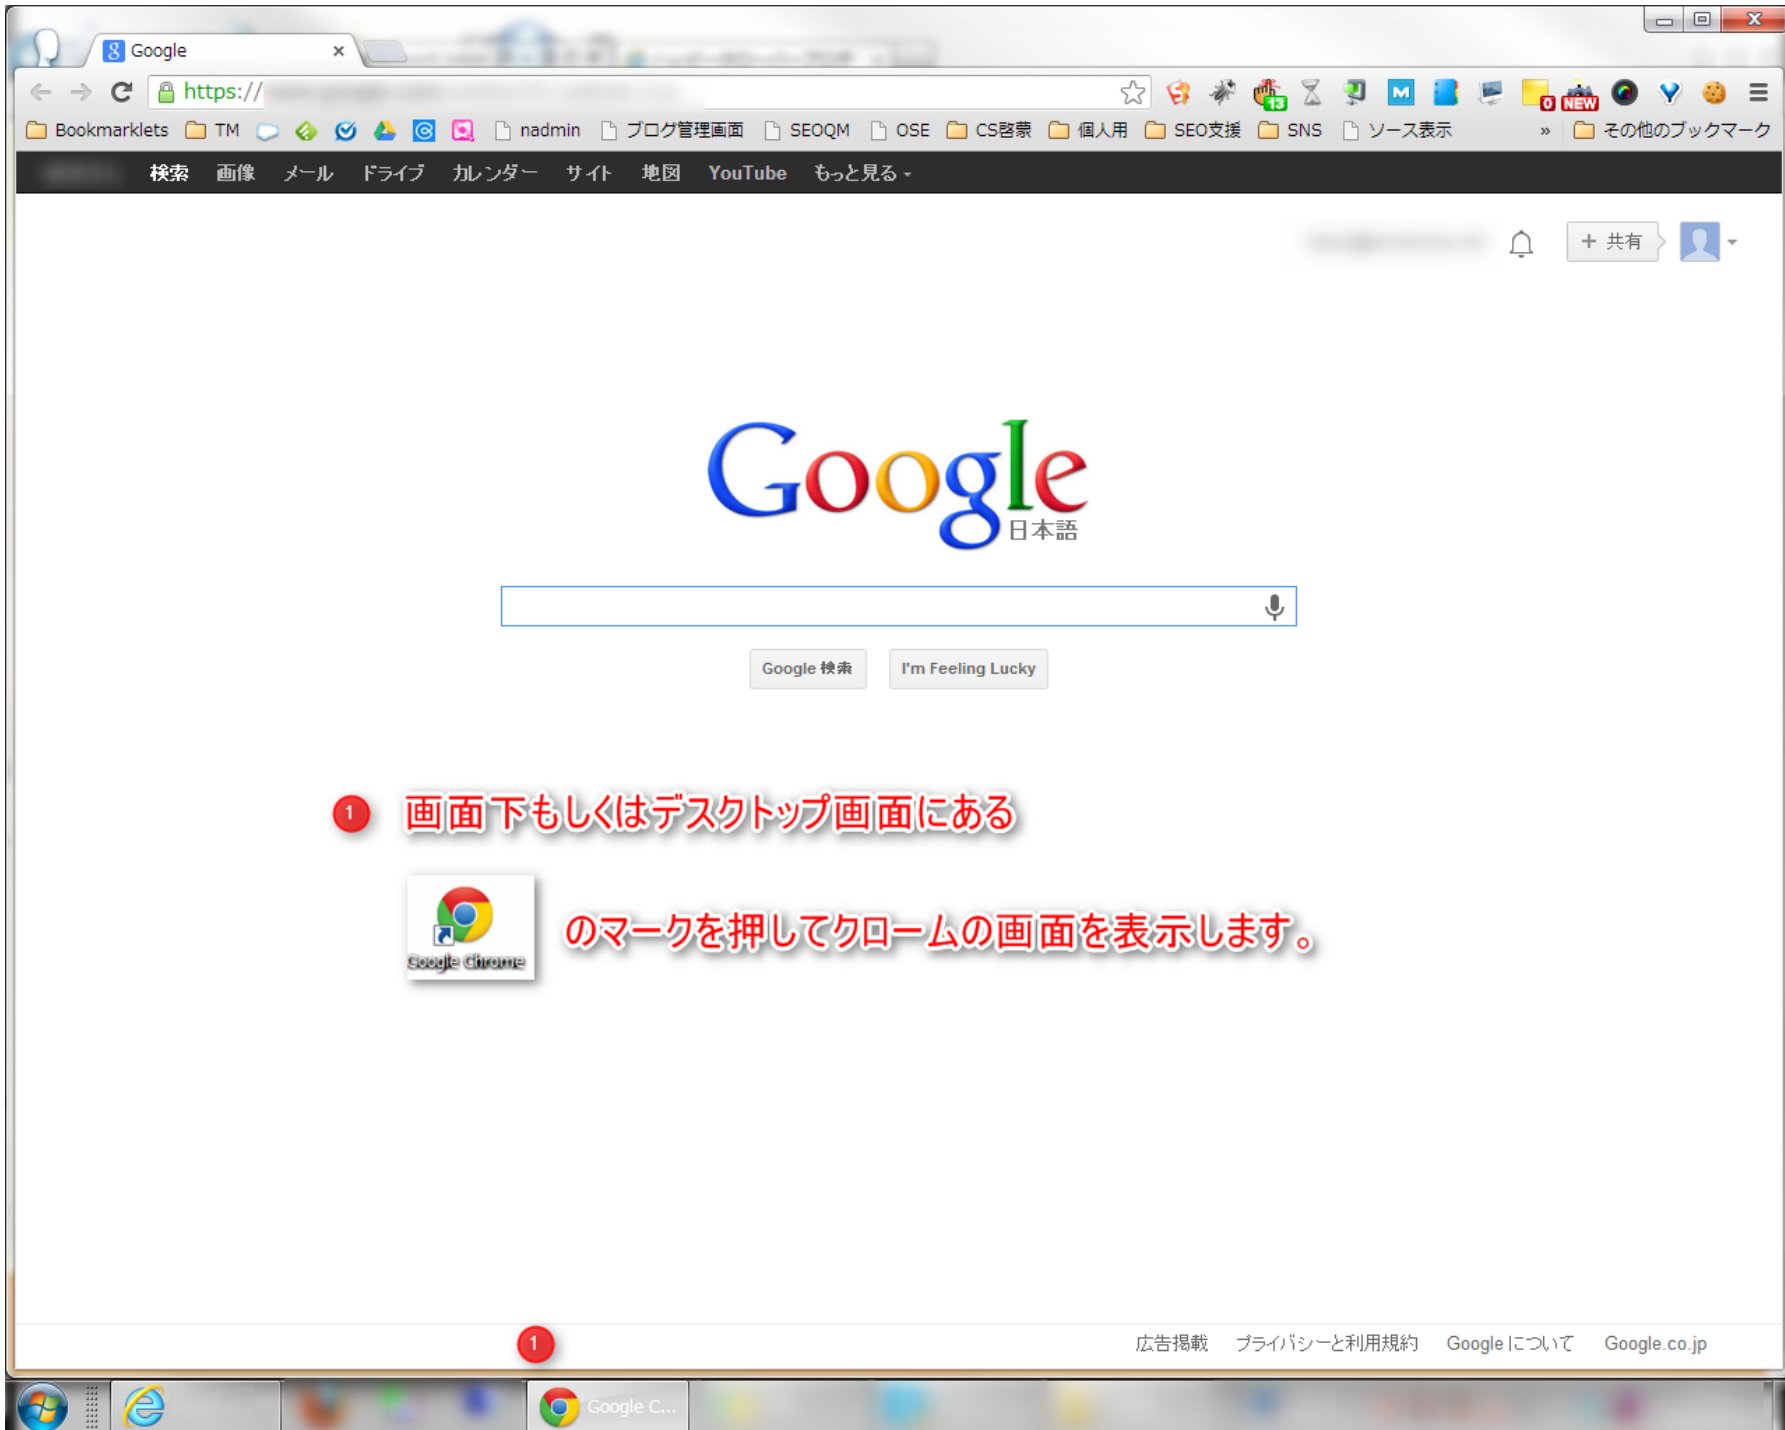 Google
https://
13
0
NEW
Bookmarklets TM nadmin ブログ管理画面 SEOQM OSE CS啓蒙 個人用 SEO支援 SNS ソース表示 » その他のブックマーク
検索 画像 メール ドライブ カレンダー サイト 地図 YouTube もっと見る
+ 共有
Google
日本語
Google 検索 I'm Feeling Lucky
1 画面下もしくはデスクトップ画面にある
Google Chrome
のマークを押してクロームの画面を表示します。
1
広告掲載 プライバシーと利用規約 Google について Google.co.jp
Google C...